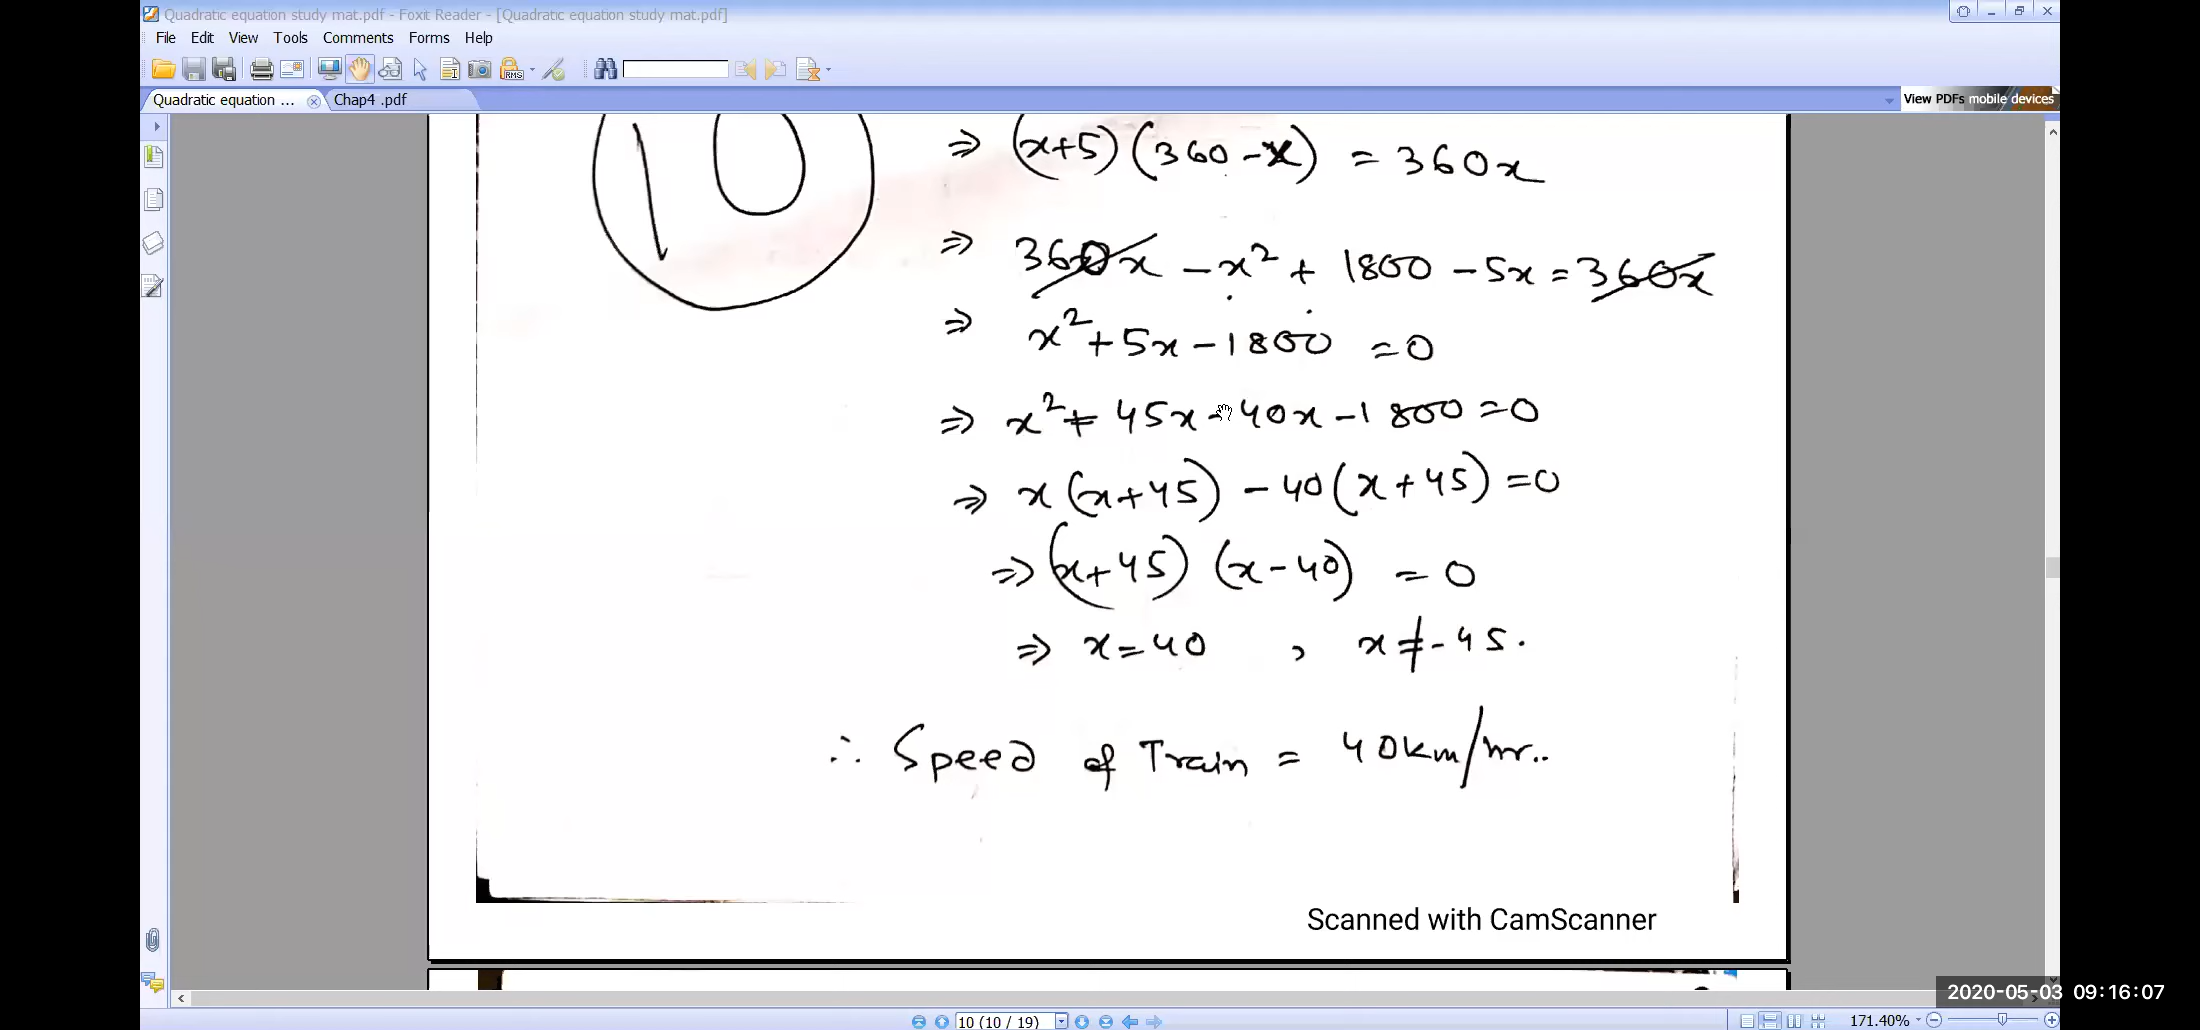 Quadratic equation study mat.pdf - Foxit Reader - [Quadratic equation study mat.pdf]
File Edit View Tools Comments Forms Help
Quadratic equation ... Chap4 .pdf
View PDFs mobile devices
10
⇒ (x+5) (360-x) = 360x
⇒ 360x - x² + 1800 - 5x = 360x
⇒ x² + 5x - 1800 = 0
⇒ x² + 45x - 40x - 1800 = 0
⇒ x (x+45) - 40 (x+45) = 0
⇒ (x+45) (x-40) = 0
⇒ x = 40 , x ≠ -45.
∴ Speed of Train = 40km/hr..
Scanned with CamScanner
2020-05-03 09:16:07
10 (10 / 19)
171.40%